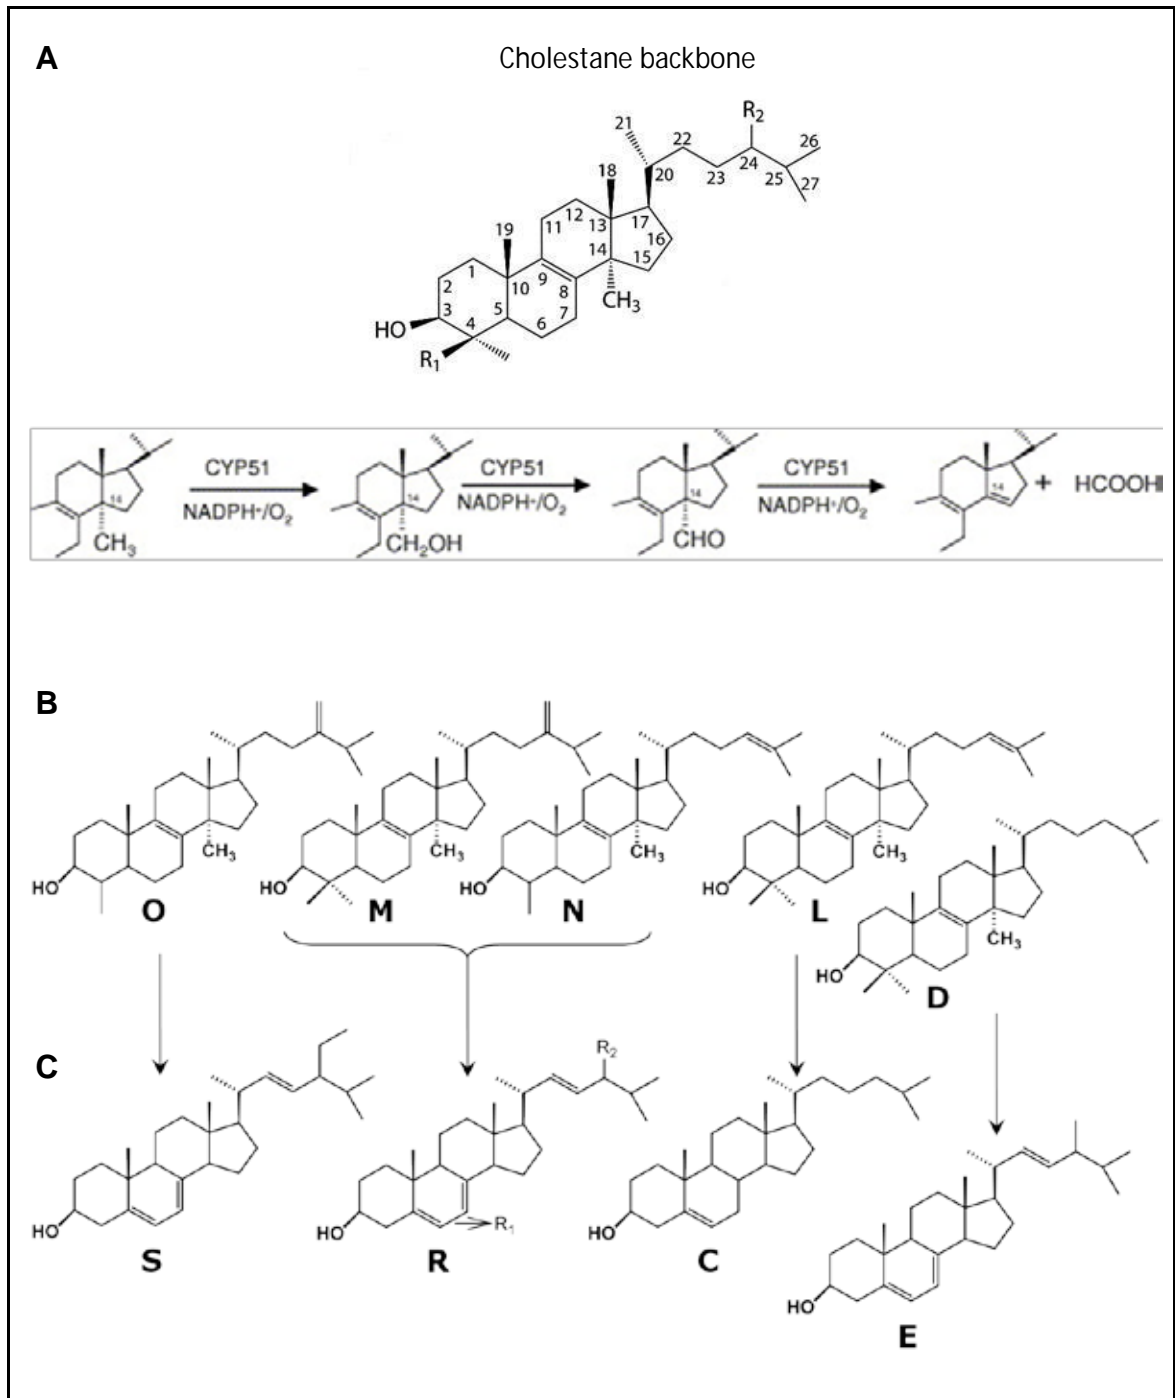 A
Cholestane backbone
R2
21
22
26
18
24
20
23
25
27
12
17
11
13
19
16
14
15
1
9
2
10
8
CH3
3
5
7
4
6
HO
R1
CYP51
NADPH+/O2
CYP51
NADPH+/O2
CYP51
NADPH+/O2
14
CH3
14
CH2OH
14
CHO
14
+ HCOOH
B
CH3
HO
O
CH3
HO
M
CH3
HO
N
CH3
HO
L
CH3
HO
D
C
HO
S
R2
HO
R1
R
HO
C
HO
E